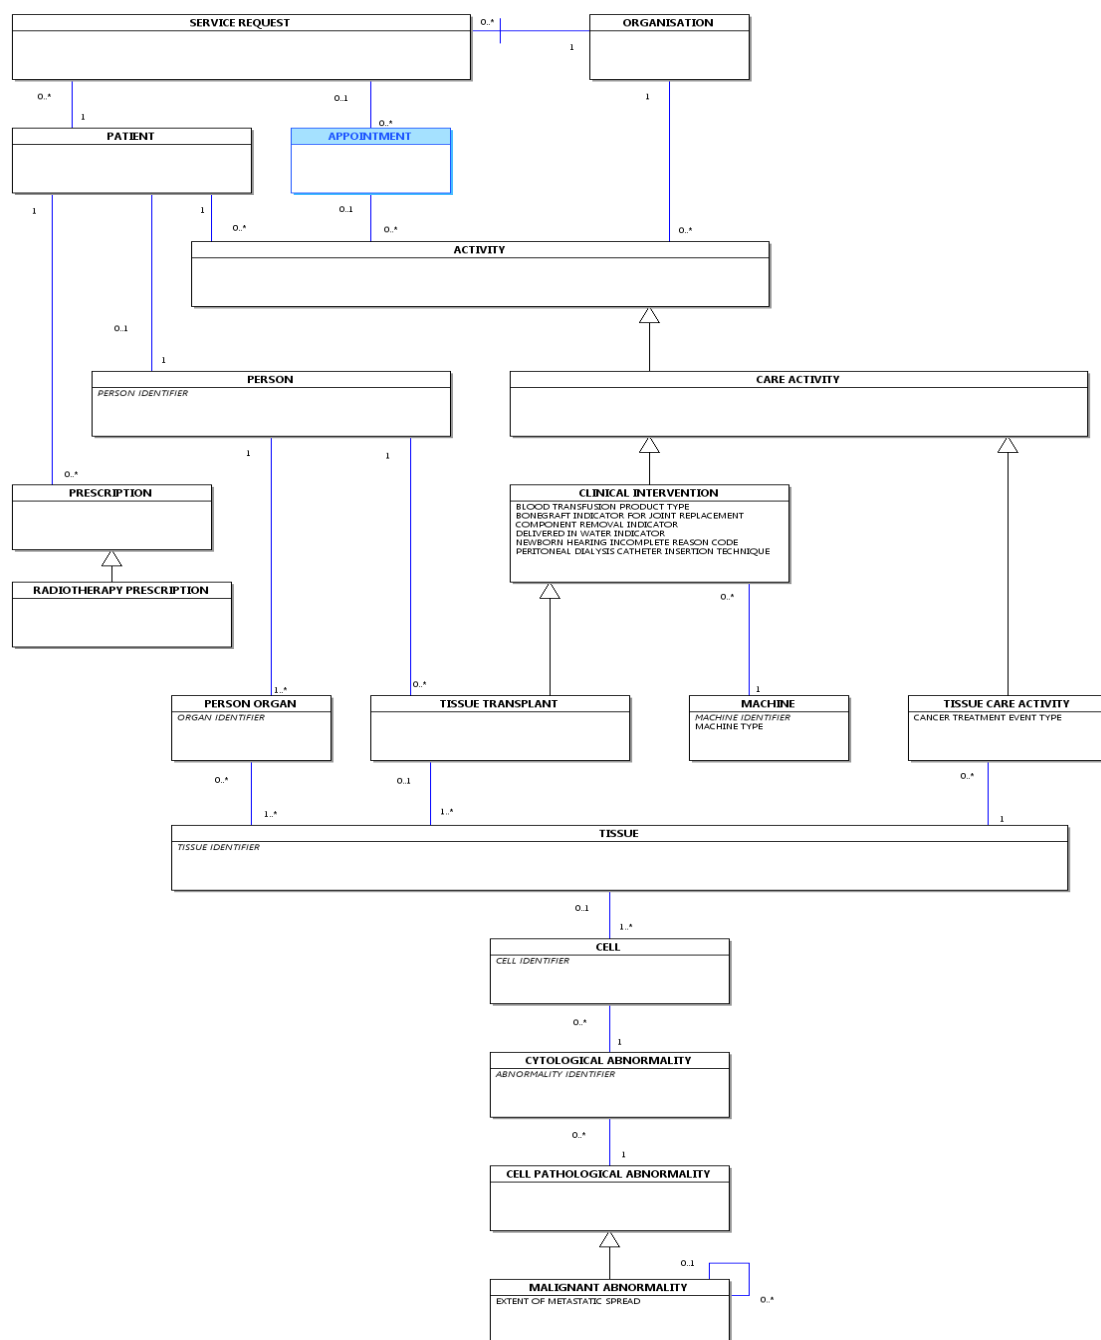 SERVICE REQUEST
0..*
ORGANISATION
1
0..*
0..1
1
1
0..*
PATIENT
APPOINTMENT
1
1
0..1
0..*
0..*
0..*
ACTIVITY
0..1
1
PERSON
PERSON IDENTIFIER
CARE ACTIVITY
1
1
0..*
PRESCRIPTION
CLINICAL INTERVENTION
BLOOD TRANSFUSION PRODUCT TYPE
BONEGRAFT INDICATOR FOR JOINT REPLACEMENT
COMPONENT REMOVAL INDICATOR
DELIVERED IN WATER INDICATOR
NEWBORN HEARING INCOMPLETE REASON CODE
PERITONEAL DIALYSIS CATHETER INSERTION TECHNIQUE
RADIOTHERAPY PRESCRIPTION
0..*
1..*
0..*
1
PERSON ORGAN
ORGAN IDENTIFIER
TISSUE TRANSPLANT
MACHINE
MACHINE IDENTIFIER
MACHINE TYPE
TISSUE CARE ACTIVITY
CANCER TREATMENT EVENT TYPE
0..*
0..1
0..*
1..*
1..*
1
TISSUE
TISSUE IDENTIFIER
0..1
1..*
CELL
CELL IDENTIFIER
0..*
1
CYTOLOGICAL ABNORMALITY
ABNORMALITY IDENTIFIER
0..*
1
CELL PATHOLOGICAL ABNORMALITY
0..1
MALIGNANT ABNORMALITY
EXTENT OF METASTATIC SPREAD
0..*